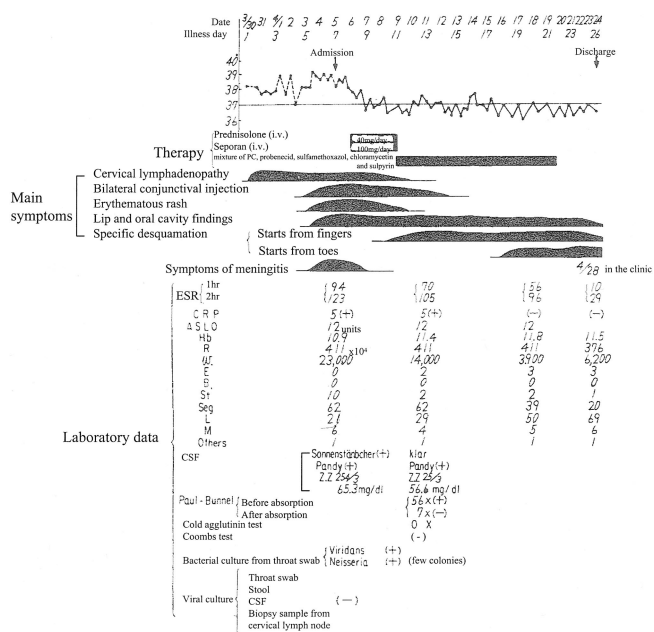 Date 3/30 31 4/1 2 3 4 5 6 7 8 9 10 11 12 13 14 15 16 17 18 19 20 21 22 23 24
Illness day 1 3 5 7 9 11 13 15 17 19 21 23 26
Admission Discharge
40
39
38
37
36
Prednisolone (i.v.) 40mg/day
Seporan (i.v.) 100mg/day
Therapy mixture of PC, probenecid, sulfamethoxazol, chloramycetin
and sulpyrin
Main
symptoms
Cervical lymphadenopathy
Bilateral conjunctival injection
Erythematous rash
Lip and oral cavity findings
Specific desquamation Starts from fingers
Starts from toes
Symptoms of meningitis 4/28 in the clinic
Laboratory data
ESR 1hr 94 70 56 10
2hr 123 105 96 29
CRP 5(+) 5(+) (-) (-)
ASLO 12 units 12 12
Hb 10.9 11.4 11.8 11.5
R 411 x10⁴ 411 411 376
W. 23,000 14,000 3900 6,200
E 0 2 3 3
B. 0 0 0 0
St 10 2 2 1
Seg 62 62 39 20
L 21 29 50 69
M 6 4 5 6
Others 1 1 1 1
CSF Sonnenstänbcher (+) klar
Pandy (+) Pandy (+)
Z.Z 254/3 Z.Z 25/3
65.3 mg/dl 56.6 mg/dl
Paul-Bunnel Before absorption 56x(+)
After absorption 7x(-)
Cold agglutinin test 0 X
Coombs test (-)
Bacterial culture from throat swab Viridans (+)
Neisseria (+) (few colonies)
Viral culture
Throat swab
Stool
CSF (-)
Biopsy sample from
cervical lymph node